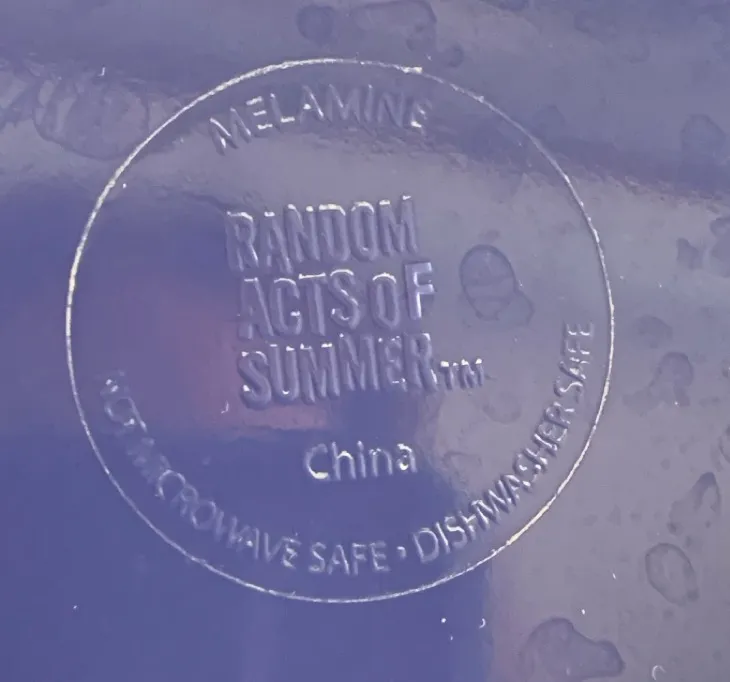 MELAMINE
RANDOM
ACTS OF
SUMMER™
China
NOT MICROWAVE SAFE • DISHWASHER SAFE